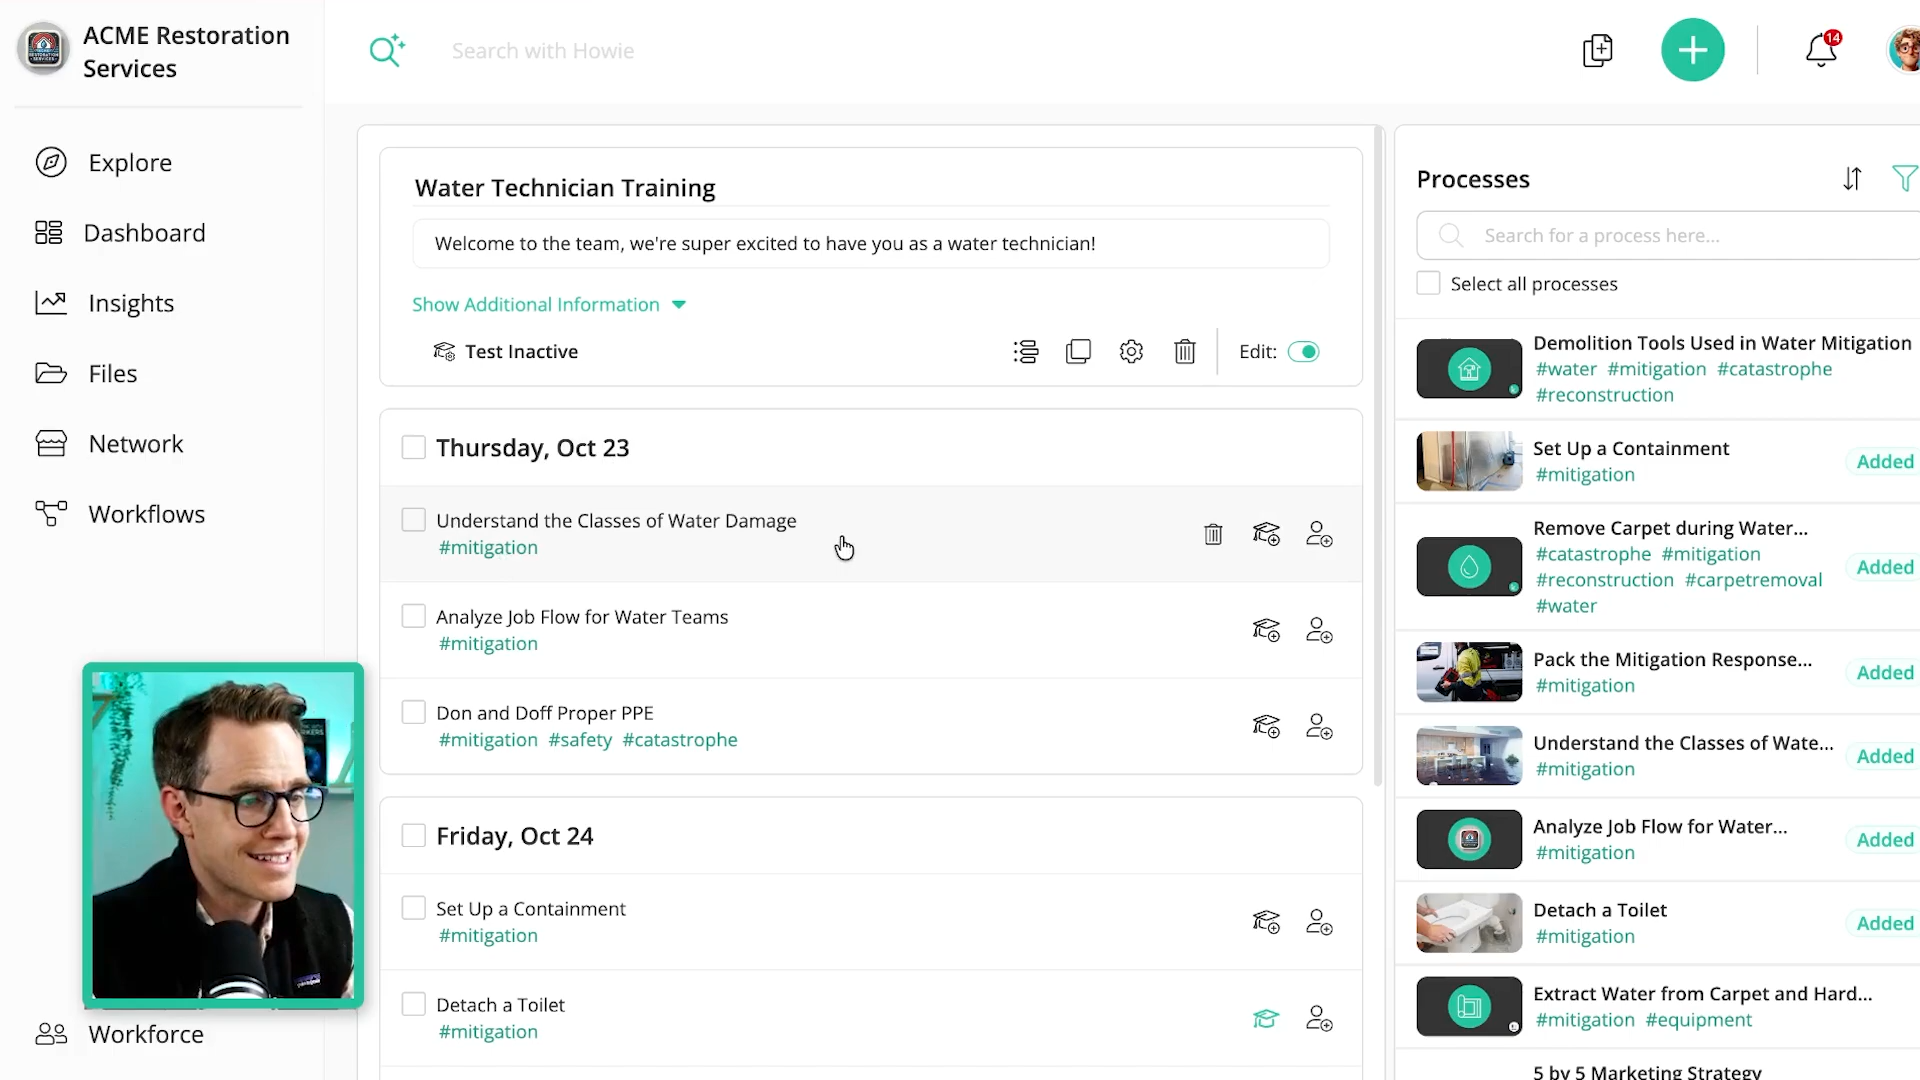 ACME Restoration
Services
Search with Howie
14
Explore
Dashboard
Insights
Files
Network
Workflows
Workforce
Water Technician Training
Welcome to the team, we're super excited to have you as a water technician!
Show Additional Information
Test Inactive
Edit:
Thursday, Oct 23
Understand the Classes of Water Damage
#mitigation
Analyze Job Flow for Water Teams
#mitigation
Don and Doff Proper PPE
#mitigation #safety #catastrophe
Friday, Oct 24
Set Up a Containment
#mitigation
Detach a Toilet
#mitigation
Processes
Search for a process here...
Select all processes
Demolition Tools Used in Water Mitigation
#water #mitigation #catastrophe
#reconstruction
Set Up a Containment
#mitigation
Added
Remove Carpet during Water...
#catastrophe #mitigation
#reconstruction #carpetremoval
#water
Added
Pack the Mitigation Response...
#mitigation
Added
Understand the Classes of Wate...
#mitigation
Added
Analyze Job Flow for Water...
#mitigation
Added
Detach a Toilet
#mitigation
Added
Extract Water from Carpet and Hard...
#mitigation #equipment
5 by 5 Marketing Strategy